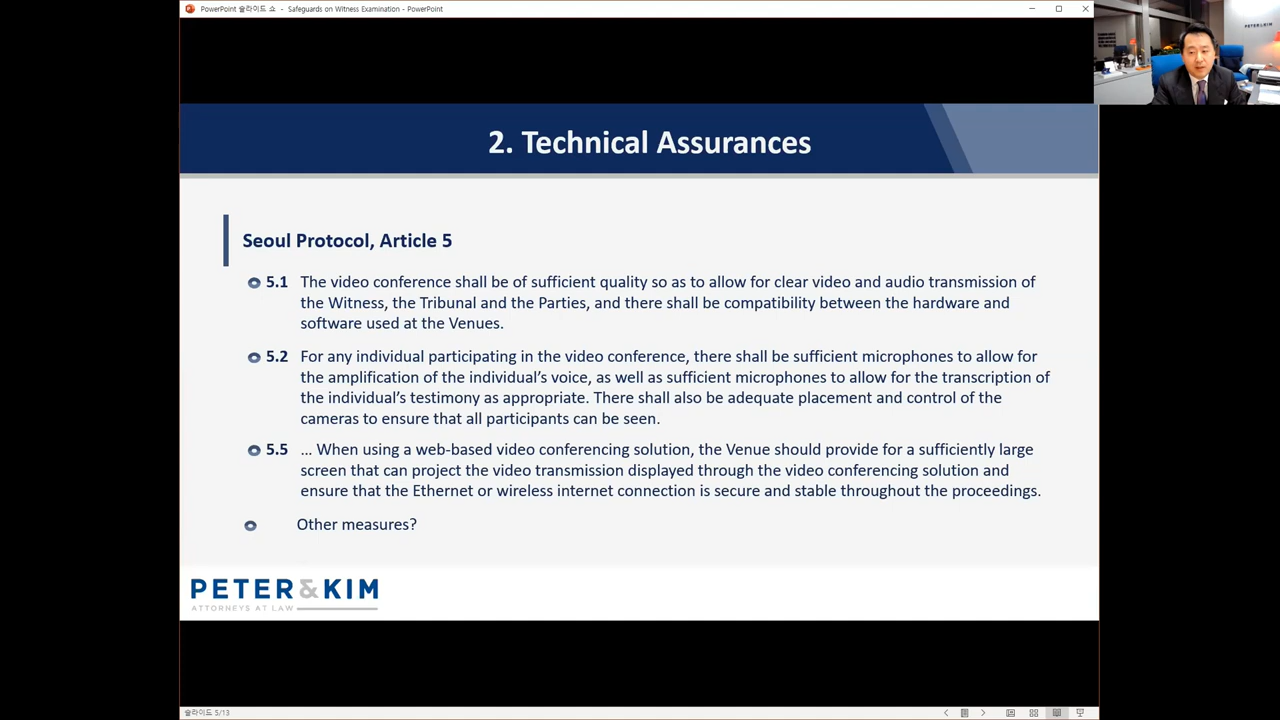 PowerPoint 슬라이드 쇼 - Safeguards on Witness Examination - PowerPoint
PETER & KIM
2. Technical Assurances
Seoul Protocol, Article 5
5.1 The video conference shall be of sufficient quality so as to allow for clear video and audio transmission of
the Witness, the Tribunal and the Parties, and there shall be compatibility between the hardware and
software used at the Venues.
5.2 For any individual participating in the video conference, there shall be sufficient microphones to allow for
the amplification of the individual's voice, as well as sufficient microphones to allow for the transcription of
the individual's testimony as appropriate. There shall also be adequate placement and control of the
cameras to ensure that all participants can be seen.
5.5 … When using a web-based video conferencing solution, the Venue should provide for a sufficiently large
screen that can project the video transmission displayed through the video conferencing solution and
ensure that the Ethernet or wireless internet connection is secure and stable throughout the proceedings.
Other measures?
PETER&KIM
ATTORNEYS AT LAW
슬라이드 5/13